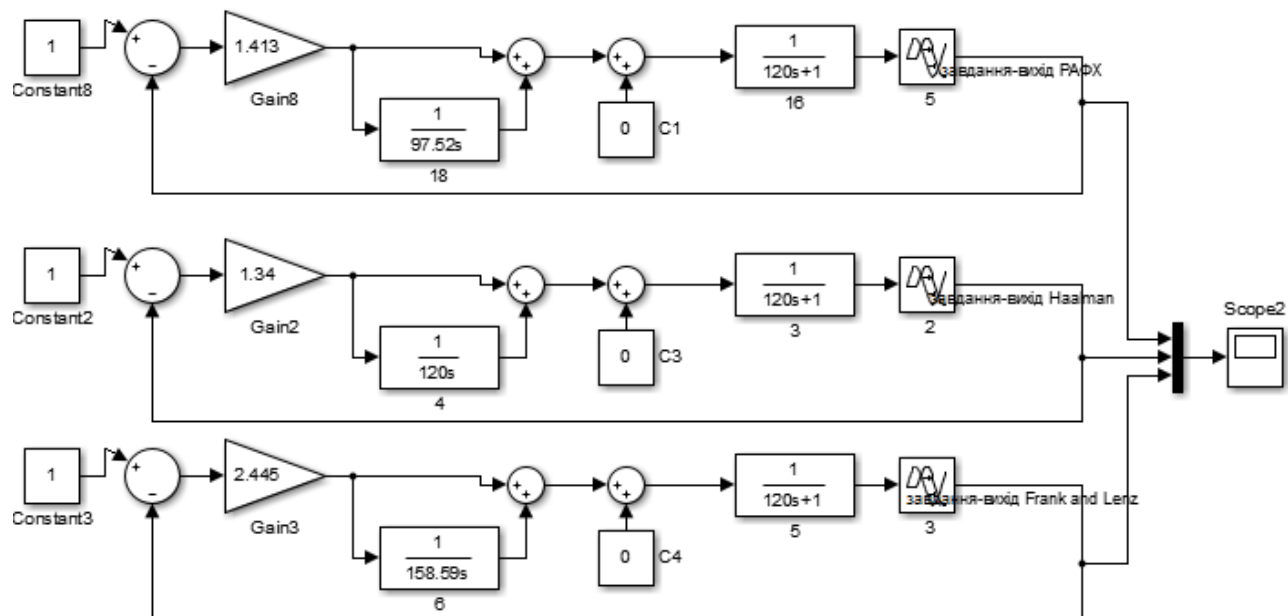 1
Constant8
+
−
1.413
Gain8
1
97.52s
18
+
+
+
+
0
C1
1
120s+1
16
завдання-вихід РАФХ
5
1
Constant2
+
−
1.34
Gain2
1
120s
4
+
+
+
+
0
C3
1
120s+1
3
завдання-вихід Haalman
2
Scope2
1
Constant3
+
−
2.445
Gain3
1
158.59s
6
+
+
+
+
0
C4
1
120s+1
5
завдання-вихід Frank and Lenz
3